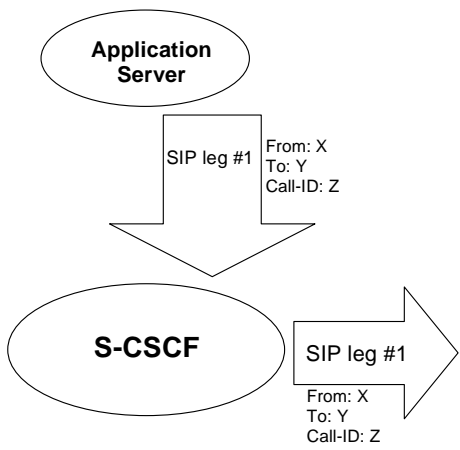 Application
Server
SIP leg #1
From: X
To: Y
Call-ID: Z
S-CSCF
SIP leg #1
From: X
To: Y
Call-ID: Z